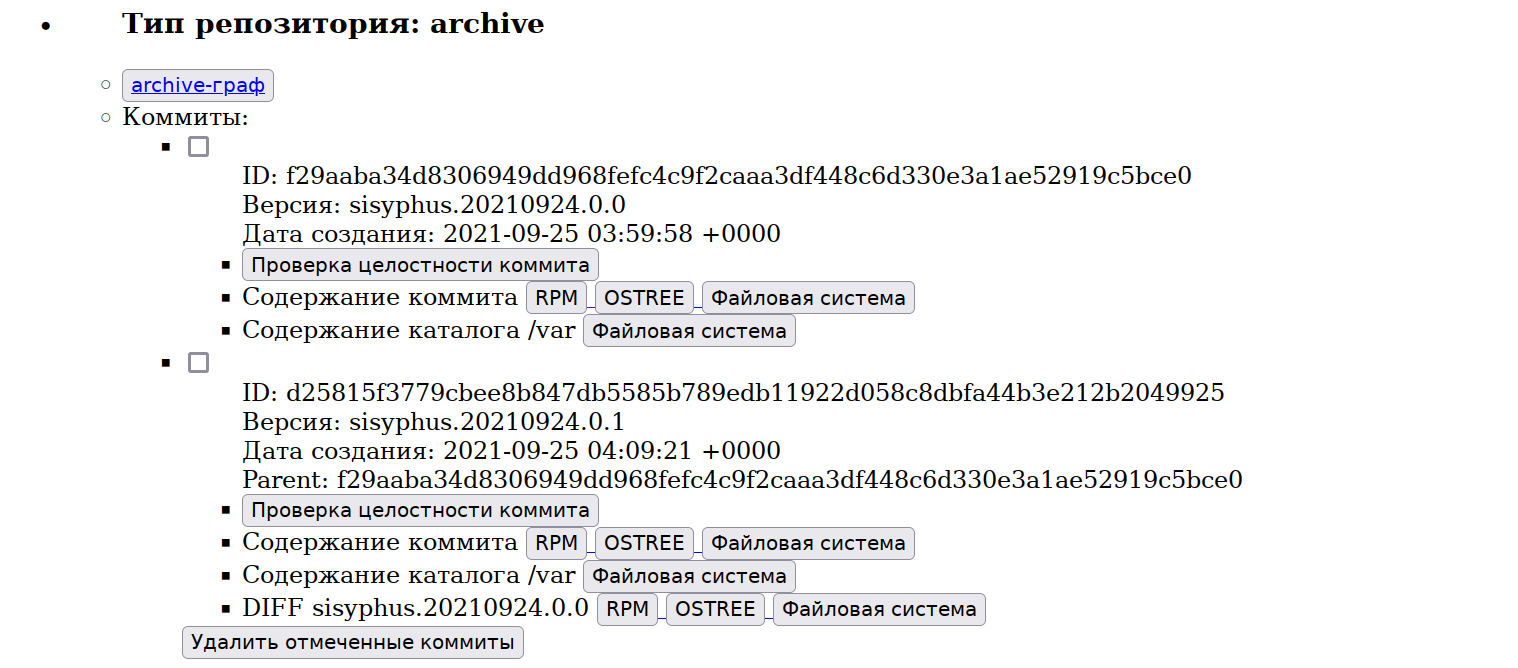 Тип репозитория: archive
archive-граф
Коммиты:
ID: f29aaba34d8306949dd968fefc4c9f2caaa3df448c6d330e3a1ae52919c5bce0
Версия: sisyphus.20210924.0.0
Дата создания: 2021-09-25 03:59:58 +0000
Проверка целостности коммита
Содержание коммита RPM OSTREE Файловая система
Содержание каталога /var Файловая система
ID: d25815f3779cbee8b847db5585b789edb11922d058c8dbfa44b3e212b2049925
Версия: sisyphus.20210924.0.1
Дата создания: 2021-09-25 04:09:21 +0000
Parent: f29aaba34d8306949dd968fefc4c9f2caaa3df448c6d330e3a1ae52919c5bce0
Проверка целостности коммита
Содержание коммита RPM OSTREE Файловая система
Содержание каталога /var Файловая система
DIFF sisyphus.20210924.0.0 RPM OSTREE Файловая система
Удалить отмеченные коммиты